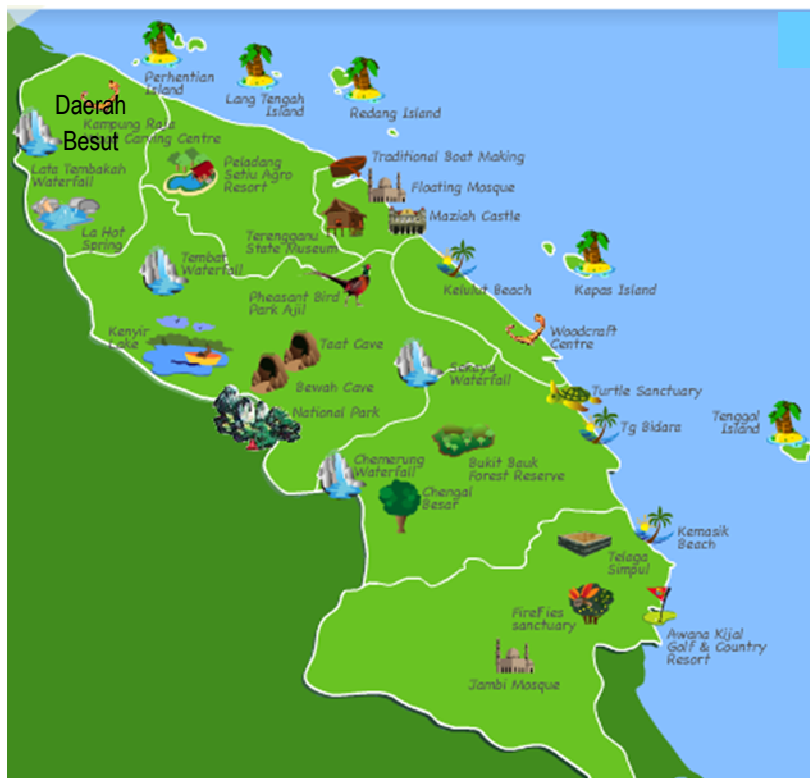 Perhentian
Island
Lang Tengah
Island
Redang Island
Daerah
Besut
Kampung Raja
Carving Centre
Lata Tembakah
Waterfall
La Hot
Spring
Peladang
Setiu Agro
Resort
Traditional Boat Making
Floating Mosque
Maziah Castle
Terengganu
State Museum
Tembat
Waterfall
Pheasant Bird
Park Ajil
Kelulut Beach
Kapas Island
Kenyir
Lake
Taat Cave
Bewah Cave
Sekayu
Waterfall
Woodcraft
Centre
National Park
Turtle Sanctuary
Tg Bidara
Tenggol
Island
Chemerung
Waterfall
Bukit Bauk
Forest Reserve
Chengal
Besar
Kemasik
Beach
Telaga
Simpul
FireFlies
sanctuary
Awana Kijal
Golf & Country
Resort
Jambi Mosque